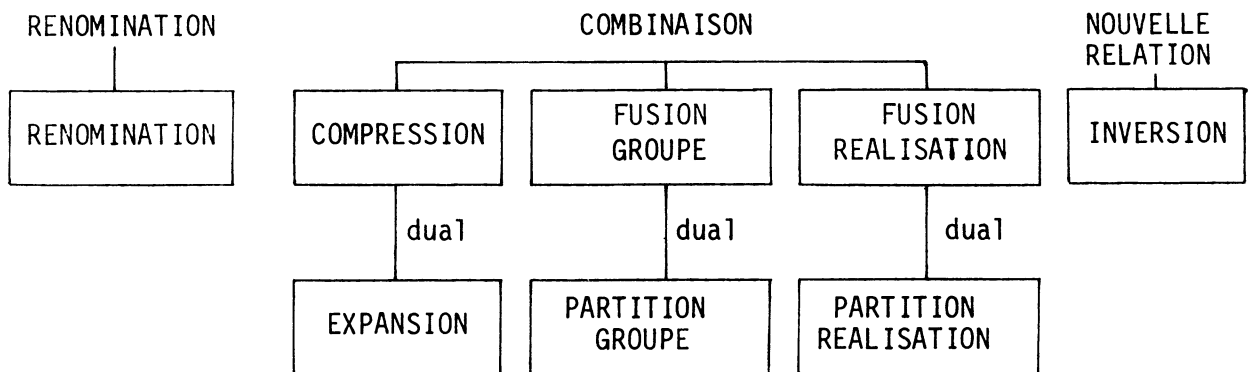 RENOMINATION
COMBINAISON
NOUVELLE
RELATION
RENOMINATION
COMPRESSION
FUSION
GROUPE
FUSION
REALISATION
INVERSION
dual
dual
dual
EXPANSION
PARTITION
GROUPE
PARTITION
REALISATION